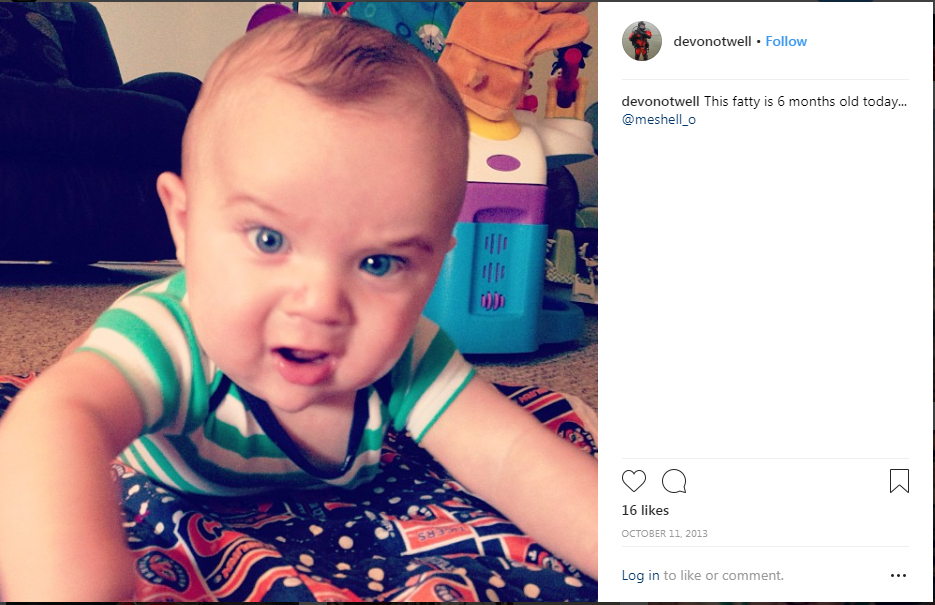 devonotwell • Follow
devonotwell This fatty is 6 months old today...
@meshell_o
16 likes
OCTOBER 11, 2013
Log in to like or comment.